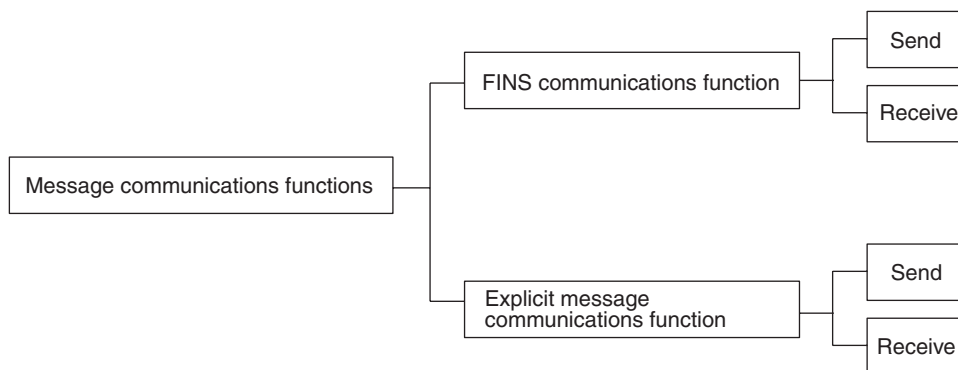 Message communications functions
FINS communications function
Send
Receive
Explicit message
communications function
Send
Receive